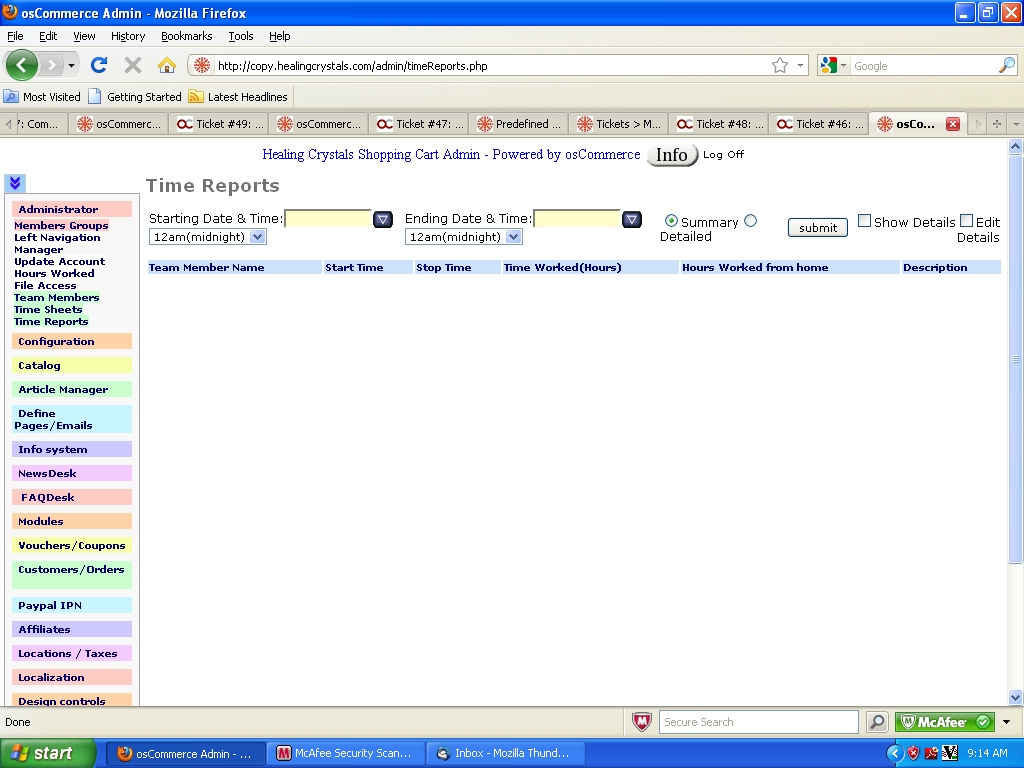 osCommerce Admin - Mozilla Firefox
File Edit View History Bookmarks Tools Help
http://copy.healingcrystals.com/admin/timeReports.php
Google
Most Visited Getting Started Latest Headlines
7: Com... osCommerc... Ticket #49: ... osCommerc... Ticket #47: ... Predefined ... Tickets > M... Ticket #48: ... Ticket #46: ... osCo...
Healing Crystals Shopping Cart Admin - Powered by osCommerce Info Log Off
Time Reports
Starting Date & Time: Ending Date & Time: Summary
12am(midnight) 12am(midnight) Detailed
submit
Show Details Edit
Details
Team Member Name Start Time Stop Time Time Worked(Hours) Hours Worked from home Description
Administrator
Members Groups
Left Navigation
Manager
Update Account
Hours Worked
File Access
Team Members
Time Sheets
Time Reports
Configuration
Catalog
Article Manager
Define
Pages/Emails
Info system
NewsDesk
FAQDesk
Modules
Vouchers/Coupons
Customers/Orders
Paypal IPN
Affiliates
Locations / Taxes
Localization
Design controls
Done
Secure Search
McAfee
start
osCommerce Admin - ... McAfee Security Scan... Inbox - Mozilla Thund...
9:14 AM